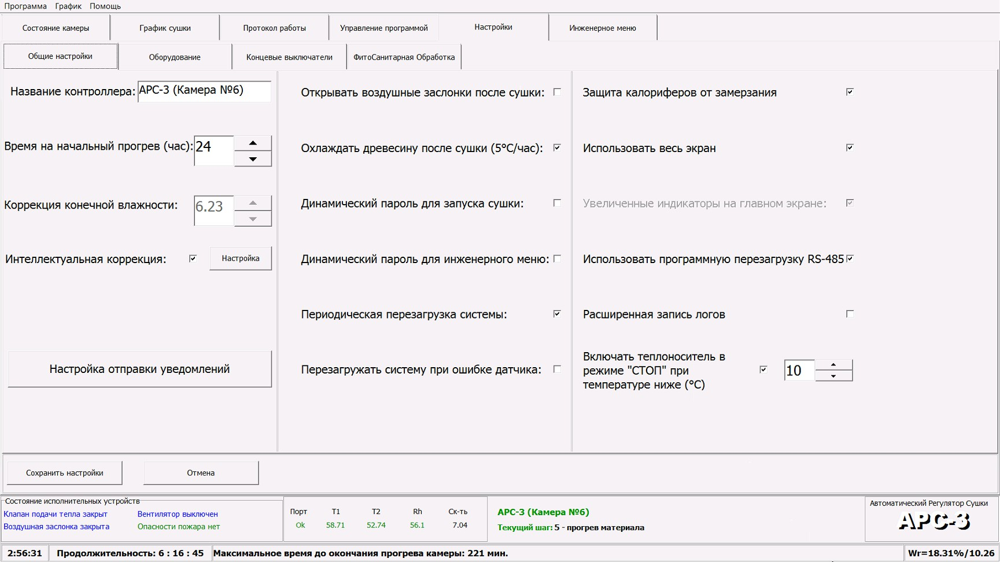 Программа График Помощь
Состояние камеры График сушки Протокол работы Управление программой Настройки Инженерное меню
Общие настройки Оборудование Концевые выключатели ФитоСанитарная Обработка
Название контроллера: АРС-3 (Камера №6)
Время на начальный прогрев (час): 24
Коррекция конечной влажности: 6.23
Интеллектуальная коррекция: Настройка
Настройка отправки уведомлений
Открывать воздушные заслонки после сушки:
Охлаждать древесину после сушки (5°C/час):
Динамический пароль для запуска сушки:
Динамический пароль для инженерного меню:
Периодическая перезагрузка системы:
Перезагружать систему при ошибке датчика:
Защита калориферов от замерзания
Использовать весь экран
Увеличенные индикаторы на главном экране:
Использовать программную перезагрузку RS-485
Расширенная запись логов
Включать теплоноситель в
режиме "СТОП" при
температуре ниже (°C)
10
Сохранить настройки Отмена
Состояние исполнительных устройств
Клапан подачи тепла закрыт Вентилятор выключен
Воздушная заслонка закрыта Опасности пожара нет
Порт T1 T2 Rh Ск-ть
Ok 58.71 52.74 56.1 7.04
АРС-3 (Камера №6)
Текущий шаг: 5 - прогрев материала
Автоматический Регулятор Сушки
АРС-3
2:56:31 Продолжительность: 6 : 16 : 45 Максимальное время до окончания прогрева камеры: 221 мин. Wr=18.31%/10.26